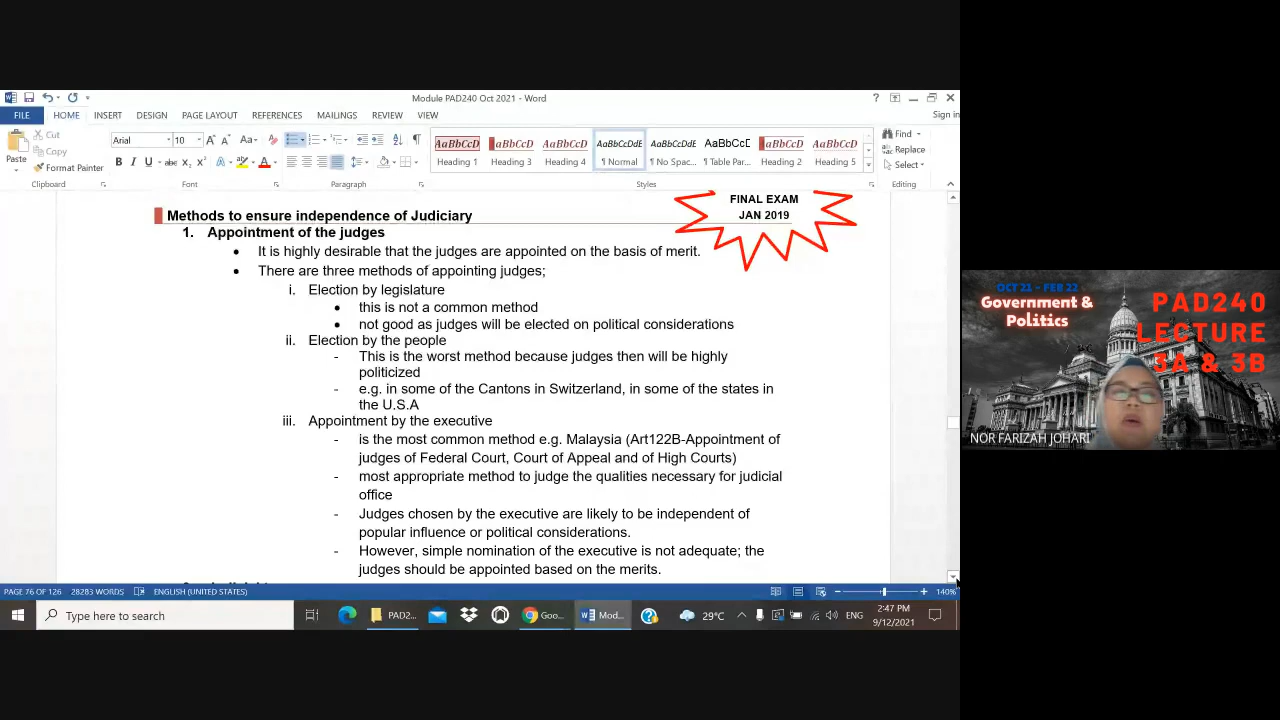 Module PAD240 Oct 2021 - Word
Sign in
FILE HOME INSERT DESIGN PAGE LAYOUT REFERENCES MAILINGS REVIEW VIEW
Paste
Cut
Copy
Format Painter
Arial 10
AaBbCcD AaBbCcD AaBbCcD AaBbCcDdE AaBbCcDdE AaBbCc AaBbCcD AaBbCcD
Heading 1 Heading 3 Heading 4 ¶ Normal ¶ No Spac... ¶ Table Par... Heading 2 Heading 5
Find
Replace
Select
Clipboard Font Paragraph Styles Editing
FINAL EXAM
JAN 2019
Methods to ensure independence of Judiciary
1. Appointment of the judges
• It is highly desirable that the judges are appointed on the basis of merit.
• There are three methods of appointing judges;
i. Election by legislature
• this is not a common method
• not good as judges will be elected on political considerations
ii. Election by the people
- This is the worst method because judges then will be highly
politicized
- e.g. in some of the Cantons in Switzerland, in some of the states in
the U.S.A
iii. Appointment by the executive
- is the most common method e.g. Malaysia (Art122B-Appointment of
judges of Federal Court, Court of Appeal and of High Courts)
- most appropriate method to judge the qualities necessary for judicial
office
- Judges chosen by the executive are likely to be independent of
popular influence or political considerations.
- However, simple nomination of the executive is not adequate; the
judges should be appointed based on the merits.
PAGE 76 OF 126 28283 WORDS ENGLISH (UNITED STATES) 140%
Type here to search
PAD2... Goo... Mod... 29°C ENG
2:47 PM
9/12/2021
OCT 21 - FEB 22
Government &
Politics
PAD240
LECTURE
3A & 3B
NOR FARIZAH JOHARI